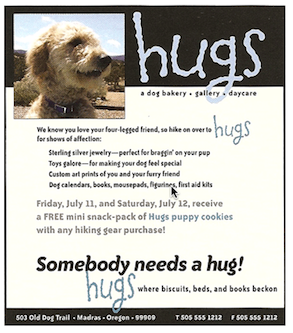 hugs
a dog bakery • gallery • daycare
We know you love your four-legged friend, so hike on over to hugs
for shows of affection:
Sterling silver jewelry—perfect for braggin' on your pup
Toys galore—for making your dog feel special
Custom art prints of you and your furry friend
Dog calendars, books, mousepads, figurines, first aid kits
Friday, July 11, and Saturday, July 12, receive
a FREE mini snack-pack of Hugs puppy cookies
with any hiking gear purchase!
Somebody needs a hug!
hugs where biscuits, beds, and books beckon
503 Old Dog Trail • Madras • Oregon • 99909 T 505 555 1212 F 505 555 1212